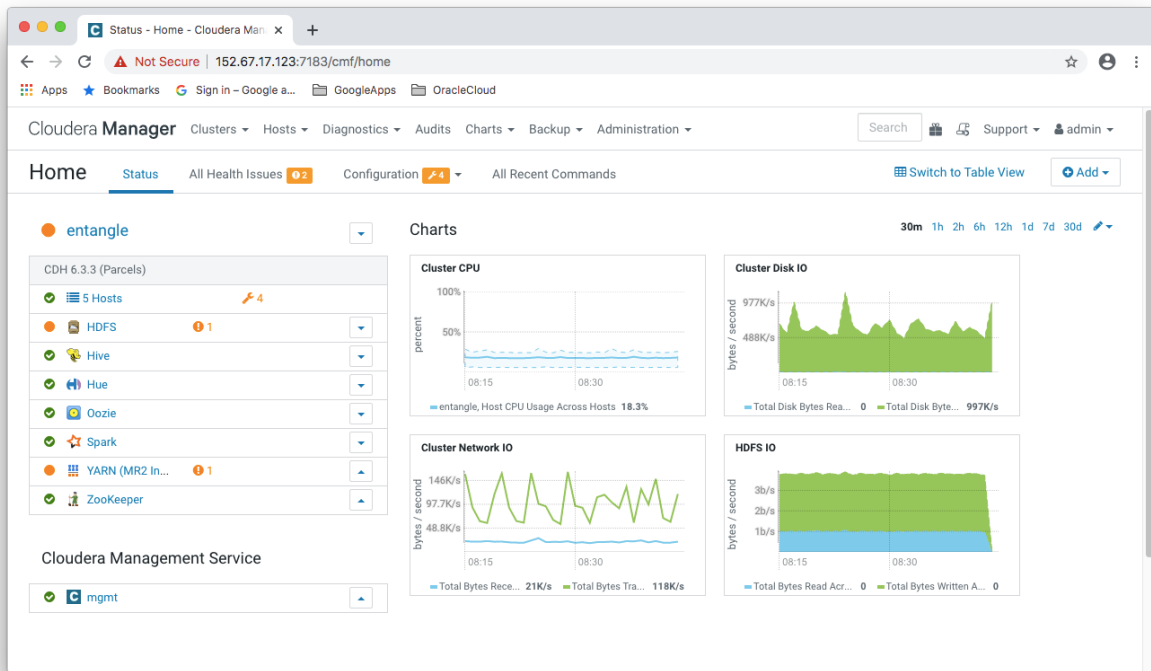 Status - Home - Cloudera Man
Not Secure | 152.67.17.123:7183/cmf/home
Apps Bookmarks Sign in – Google a... GoogleApps OracleCloud
Cloudera Manager Clusters Hosts Diagnostics Audits Charts Backup Administration Search Support admin
Home Status All Health Issues 2 Configuration 4 All Recent Commands Switch to Table View Add
entangle
CDH 6.3.3 (Parcels)
5 Hosts 4
HDFS 1
Hive
Hue
Oozie
Spark
YARN (MR2 In... 1
ZooKeeper
Cloudera Management Service
mgmt
Charts
30m 1h 2h 6h 12h 1d 7d 30d
Cluster CPU
percent
100%
50%
08:15 08:30
entangle, Host CPU Usage Across Hosts 18.3%
Cluster Disk IO
bytes / second
977K/s
488K/s
08:15 08:30
Total Disk Bytes Rea... 0 Total Disk Byte... 997K/s
Cluster Network IO
bytes / second
146K/s
97.7K/s
48.8K/s
08:15 08:30
Total Bytes Rece... 21K/s Total Bytes Tra... 118K/s
HDFS IO
bytes / second
3b/s
2b/s
1b/s
08:15 08:30
Total Bytes Read Acr... 0 Total Bytes Written A... 0